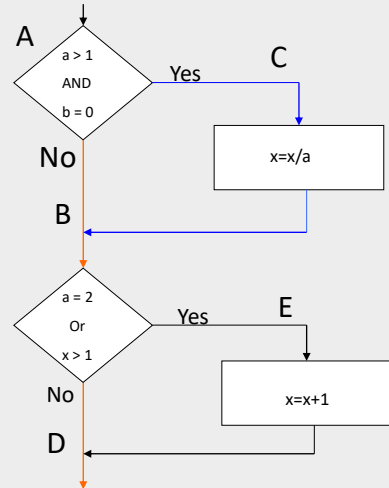 A
a > 1
AND
b = 0
Yes
C
x=x/a
No
B
a = 2
Or
x > 1
Yes
E
x=x+1
No
D